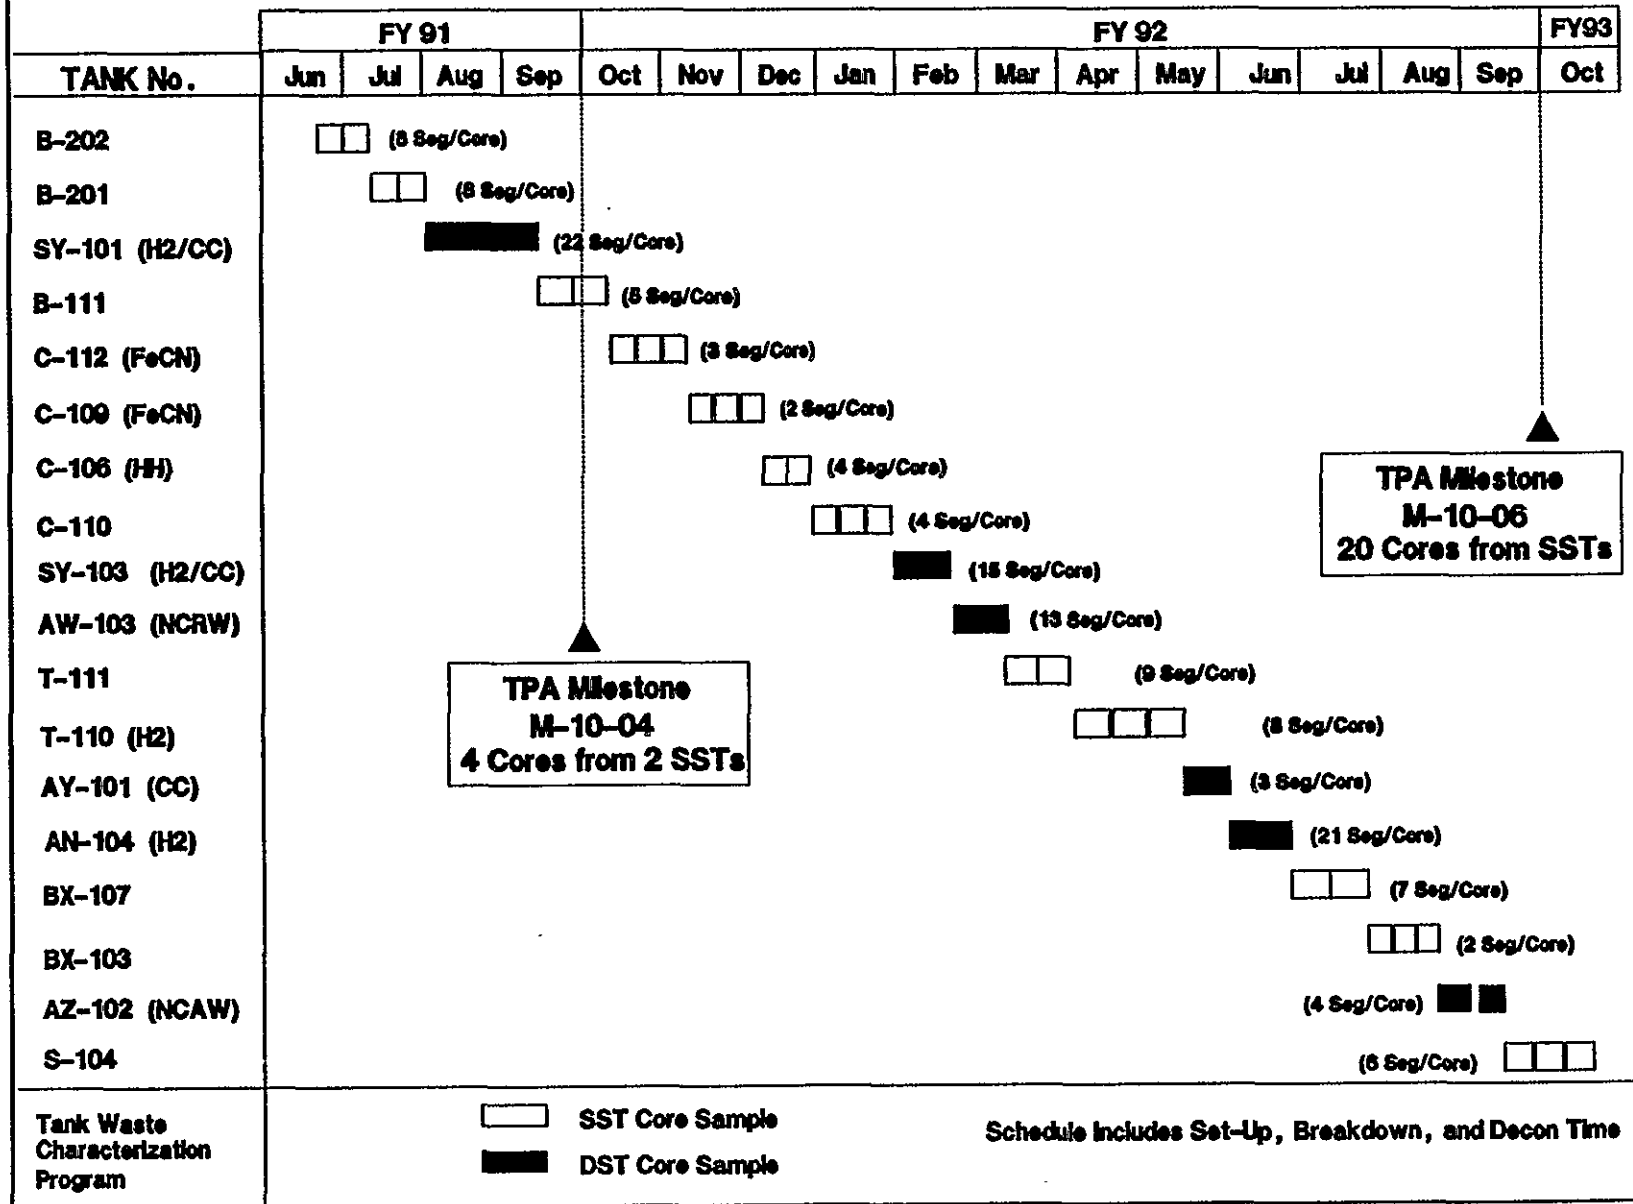 FY 91 FY 92 FY93
TANK No. Jun Jul Aug Sep Oct Nov Dec Jan Feb Mar Apr May Jun Jul Aug Sep Oct
B-202 (8 Seg/Core)
B-201 (8 Seg/Core)
SY-101 (H2/CC) (22 Seg/Core)
B-111 (5 Seg/Core)
C-112 (FeCN) (3 Seg/Core)
C-109 (FeCN) (2 Seg/Core)
C-106 (HH) (4 Seg/Core)
C-110 (4 Seg/Core)
SY-103 (H2/CC) (15 Seg/Core)
AW-103 (NCRW) (13 Seg/Core)
T-111 (9 Seg/Core)
T-110 (H2) (8 Seg/Core)
AY-101 (CC) (3 Seg/Core)
AN-104 (H2) (21 Seg/Core)
BX-107 (7 Seg/Core)
BX-103 (2 Seg/Core)
AZ-102 (NCAW) (4 Seg/Core)
S-104 (6 Seg/Core)
TPA Milestone
M-10-04
4 Cores from 2 SSTs
TPA Milestone
M-10-06
20 Cores from SSTs
Tank Waste
Characterization
Program
SST Core Sample
DST Core Sample
Schedule Includes Set-Up, Breakdown, and Decon Time